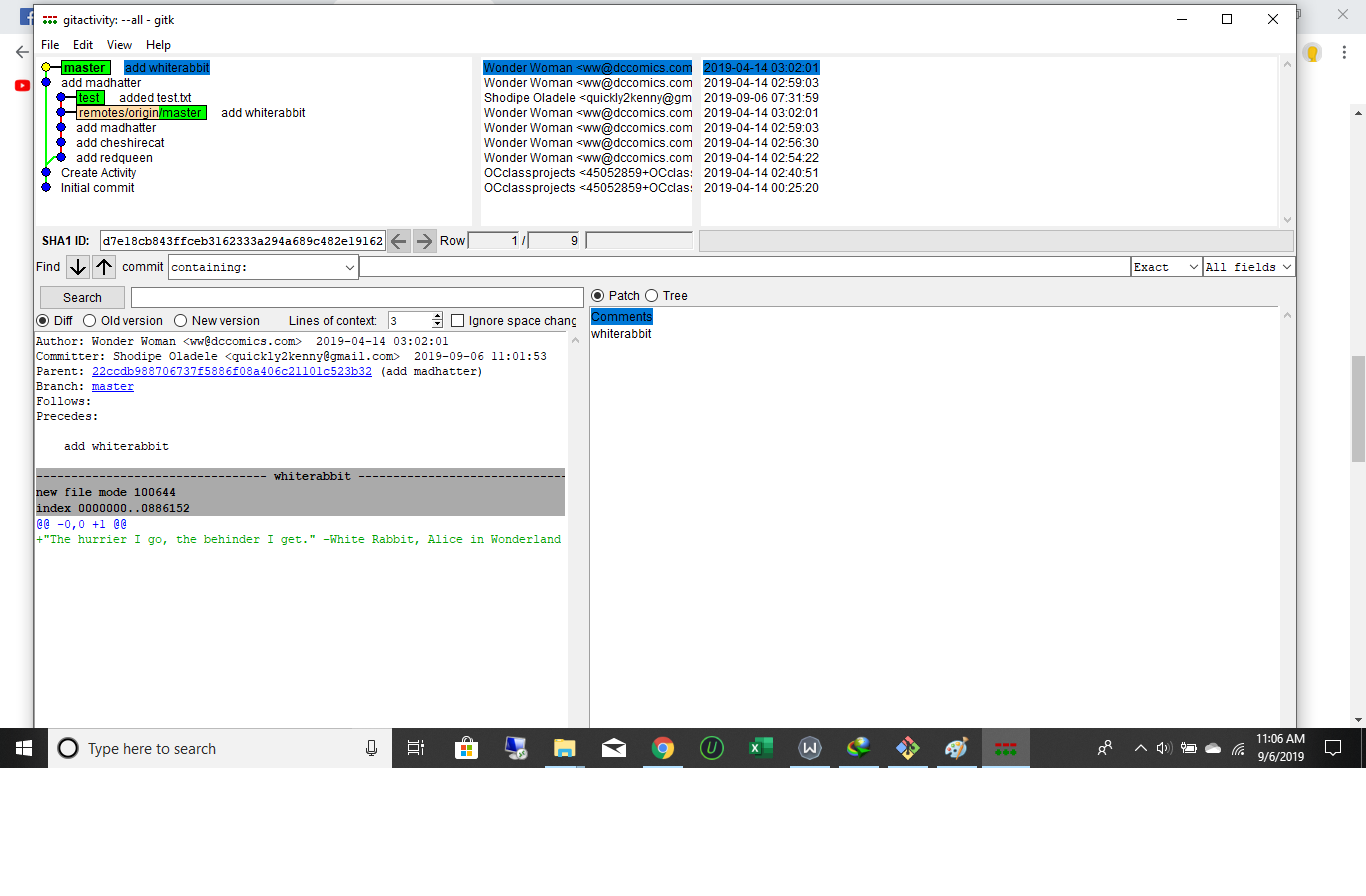 gitactivity: --all - gitk
File Edit View Help
master add whiterabbit Wonder Woman <ww@dccomics.com 2019-04-14 03:02:01
add madhatter Wonder Woman <ww@dccomics.com 2019-04-14 02:59:03
test added test.txt Shodipe Oladele <quickly2kenny@gm 2019-09-06 07:31:59
remotes/origin/master add whiterabbit Wonder Woman <ww@dccomics.com 2019-04-14 03:02:01
add madhatter Wonder Woman <ww@dccomics.com 2019-04-14 02:59:03
add cheshirecat Wonder Woman <ww@dccomics.com 2019-04-14 02:56:30
add redqueen Wonder Woman <ww@dccomics.com 2019-04-14 02:54:22
Create Activity OCclassprojects <45052859+OCclas 2019-04-14 02:40:51
Initial commit OCclassprojects <45052859+OCclas 2019-04-14 00:25:20
SHA1 ID: d7e18cb843ffceb3162333a294a689c482e19162 Row 1 / 9
Find commit containing: Exact All fields
Search Patch Tree
Diff Old version New version Lines of context: 3 Ignore space chang
Comments
whiterabbit
Author: Wonder Woman <ww@dccomics.com> 2019-04-14 03:02:01
Committer: Shodipe Oladele <quickly2kenny@gmail.com> 2019-09-06 11:01:53
Parent: 22ccdb988706737f5886f08a406c21101c523b32 (add madhatter)
Branch: master
Follows:
Precedes:
add whiterabbit
--------------------------------- whiterabbit ------------------------------
new file mode 100644
index 0000000..0886152
@@ -0,0 +1 @@
+"The hurrier I go, the behinder I get." -White Rabbit, Alice in Wonderland
Type here to search
11:06 AM
9/6/2019